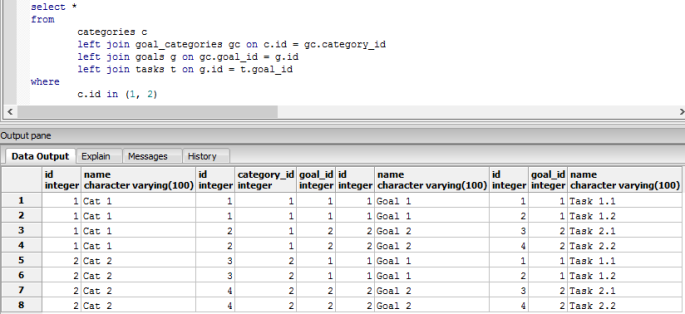 select *
from
categories c
left join goal_categories gc on c.id = gc.category_id
left join goals g on gc.goal_id = g.id
left join tasks t on g.id = t.goal_id
where
c.id in (1, 2)
Output pane
Data Output Explain Messages History
id name id category_id goal_id id name id goal_id name
integer character varying(100) integer integer integer integer character varying(100) integer integer character varying(100)
1 1 Cat 1 1 1 1 1 Goal 1 1 1 Task 1.1
2 1 Cat 1 1 1 1 1 Goal 1 2 1 Task 1.2
3 1 Cat 1 2 1 2 2 Goal 2 3 2 Task 2.1
4 1 Cat 1 2 1 2 2 Goal 2 4 2 Task 2.2
5 2 Cat 2 3 2 1 1 Goal 1 1 1 Task 1.1
6 2 Cat 2 3 2 1 1 Goal 1 2 1 Task 1.2
7 2 Cat 2 4 2 2 2 Goal 2 3 2 Task 2.1
8 2 Cat 2 4 2 2 2 Goal 2 4 2 Task 2.2